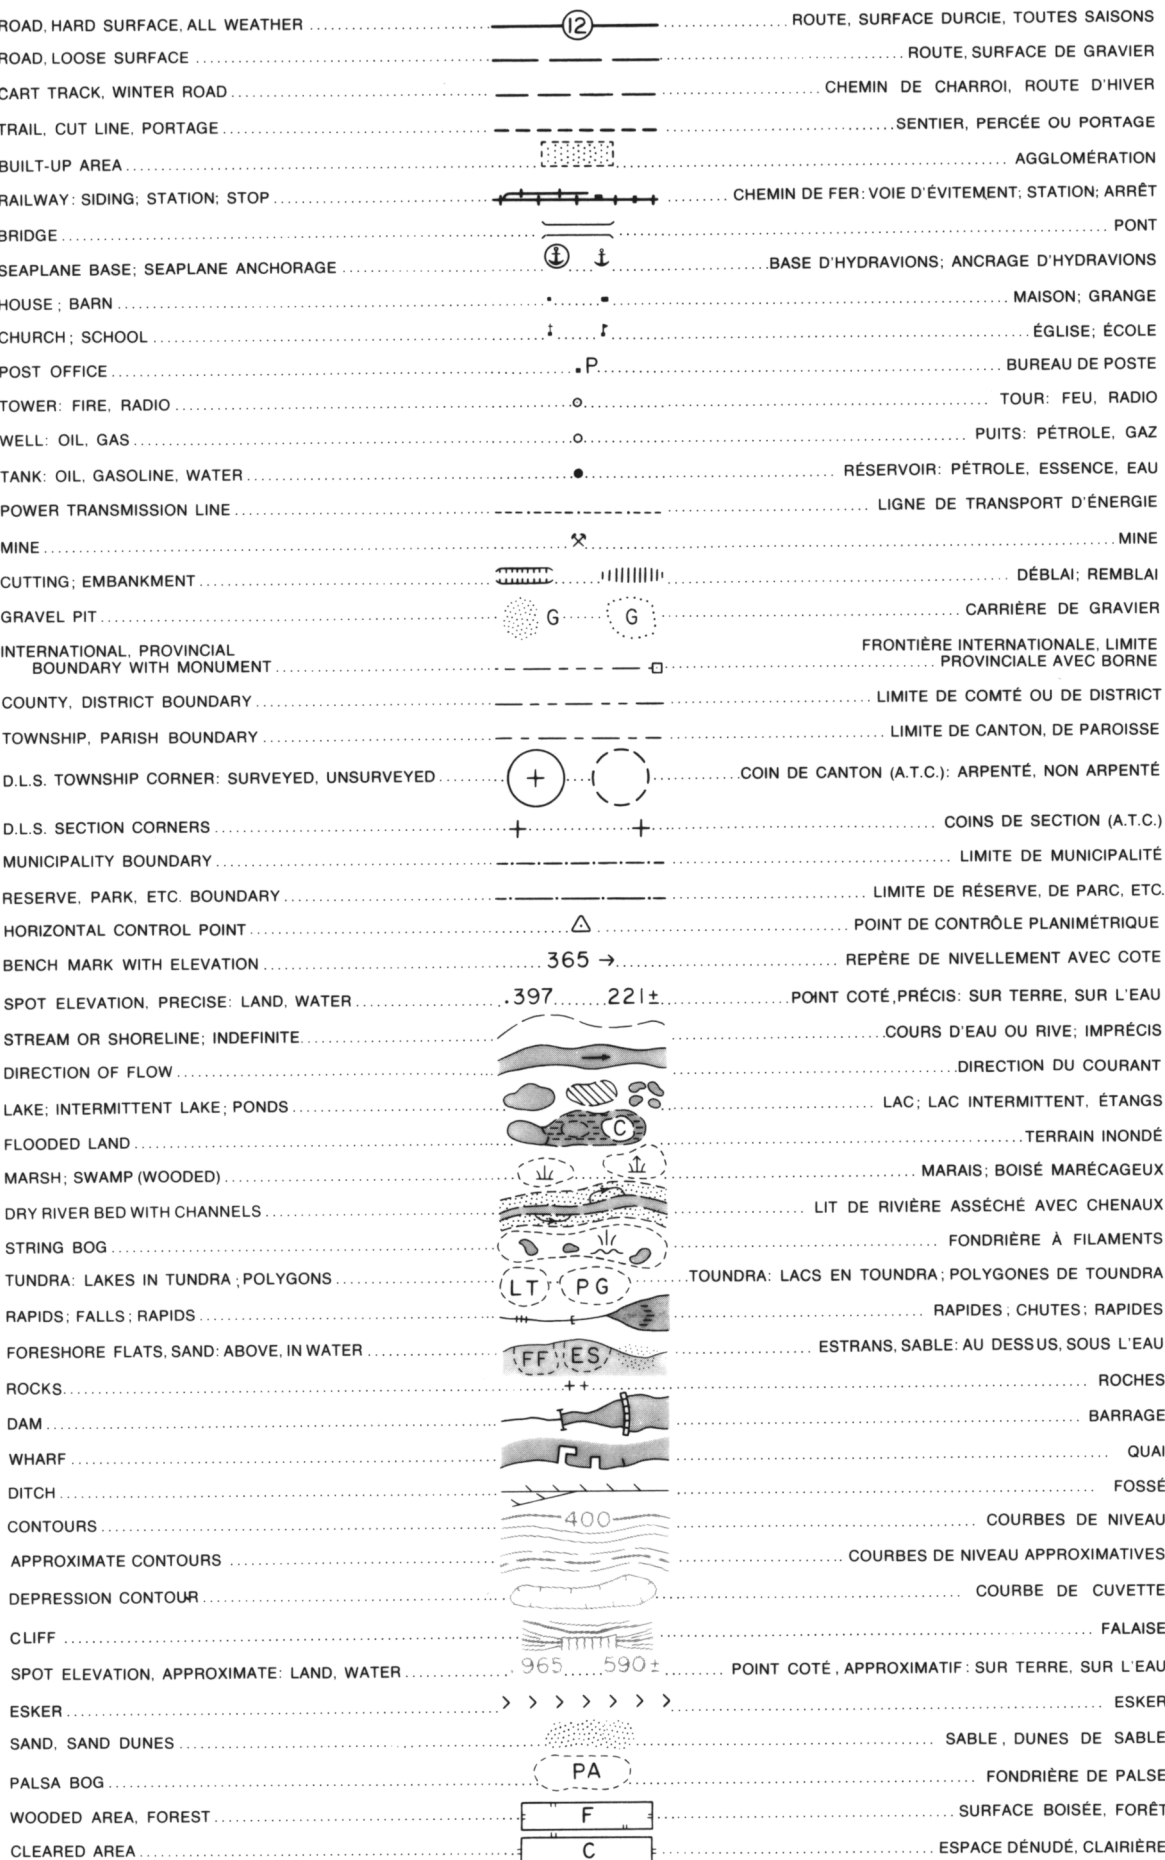 ROAD, HARD SURFACE, ALL WEATHER 12 ROUTE, SURFACE DURCIE, TOUTES SAISONS
ROAD, LOOSE SURFACE ROUTE, SURFACE DE GRAVIER
CART TRACK, WINTER ROAD CHEMIN DE CHARROI, ROUTE D'HIVER
TRAIL, CUT LINE, PORTAGE SENTIER, PERCÉE OU PORTAGE
BUILT-UP AREA AGGLOMÉRATION
RAILWAY: SIDING; STATION; STOP CHEMIN DE FER: VOIE D'ÉVITEMENT; STATION; ARRÊT
BRIDGE PONT
SEAPLANE BASE; SEAPLANE ANCHORAGE BASE D'HYDRAVIONS; ANCRAGE D'HYDRAVIONS
HOUSE; BARN MAISON; GRANGE
CHURCH; SCHOOL ÉGLISE; ÉCOLE
POST OFFICE P BUREAU DE POSTE
TOWER: FIRE, RADIO TOUR: FEU, RADIO
WELL: OIL, GAS PUITS: PÉTROLE, GAZ
TANK: OIL, GASOLINE, WATER RÉSERVOIR: PÉTROLE, ESSENCE, EAU
POWER TRANSMISSION LINE LIGNE DE TRANSPORT D'ÉNERGIE
MINE MINE
CUTTING; EMBANKMENT DÉBLAI; REMBLAI
GRAVEL PIT G G CARRIÈRE DE GRAVIER
INTERNATIONAL, PROVINCIAL FRONTIÈRE INTERNATIONALE, LIMITE
BOUNDARY WITH MONUMENT PROVINCIALE AVEC BORNE
COUNTY, DISTRICT BOUNDARY LIMITE DE COMTÉ OU DE DISTRICT
TOWNSHIP, PARISH BOUNDARY LIMITE DE CANTON, DE PAROISSE
D.L.S. TOWNSHIP CORNER: SURVEYED, UNSURVEYED COIN DE CANTON (A.T.C.): ARPENTÉ, NON ARPENTÉ
D.L.S. SECTION CORNERS COINS DE SECTION (A.T.C.)
MUNICIPALITY BOUNDARY LIMITE DE MUNICIPALITÉ
RESERVE, PARK, ETC. BOUNDARY LIMITE DE RÉSERVE, DE PARC, ETC.
HORIZONTAL CONTROL POINT POINT DE CONTRÔLE PLANIMÉTRIQUE
BENCH MARK WITH ELEVATION 365 → REPÈRE DE NIVELLEMENT AVEC COTE
SPOT ELEVATION, PRECISE: LAND, WATER .397 221± POINT COTÉ, PRÉCIS: SUR TERRE, SUR L'EAU
STREAM OR SHORELINE; INDEFINITE COURS D'EAU OU RIVE; IMPRÉCIS
DIRECTION OF FLOW DIRECTION DU COURANT
LAKE; INTERMITTENT LAKE; PONDS LAC; LAC INTERMITTENT, ÉTANGS
FLOODED LAND C TERRAIN INONDÉ
MARSH; SWAMP (WOODED) MARAIS; BOISÉ MARÉCAGEUX
DRY RIVER BED WITH CHANNELS LIT DE RIVIÈRE ASSÉCHÉ AVEC CHENAUX
STRING BOG FONDRIÈRE À FILAMENTS
TUNDRA: LAKES IN TUNDRA; POLYGONS LT PG TOUNDRA: LACS EN TOUNDRA; POLYGONES DE TOUNDRA
RAPIDS; FALLS; RAPIDS RAPIDES; CHUTES; RAPIDES
FORESHORE FLATS, SAND: ABOVE, IN WATER FF ES ESTRANS, SABLE: AU DESSUS, SOUS L'EAU
ROCKS ROCHES
DAM BARRAGE
WHARF QUAI
DITCH FOSSÉ
CONTOURS 400 COURBES DE NIVEAU
APPROXIMATE CONTOURS COURBES DE NIVEAU APPROXIMATIVES
DEPRESSION CONTOUR COURBE DE CUVETTE
CLIFF FALAISE
SPOT ELEVATION, APPROXIMATE: LAND, WATER .965 590± POINT COTÉ, APPROXIMATIF: SUR TERRE, SUR L'EAU
ESKER ESKER
SAND, SAND DUNES SABLE, DUNES DE SABLE
PALSA BOG PA FONDRIÈRE DE PALSE
WOODED AREA, FOREST F SURFACE BOISÉE, FORÊT
CLEARED AREA C ESPACE DÉNUDÉ, CLAIRIÈRE